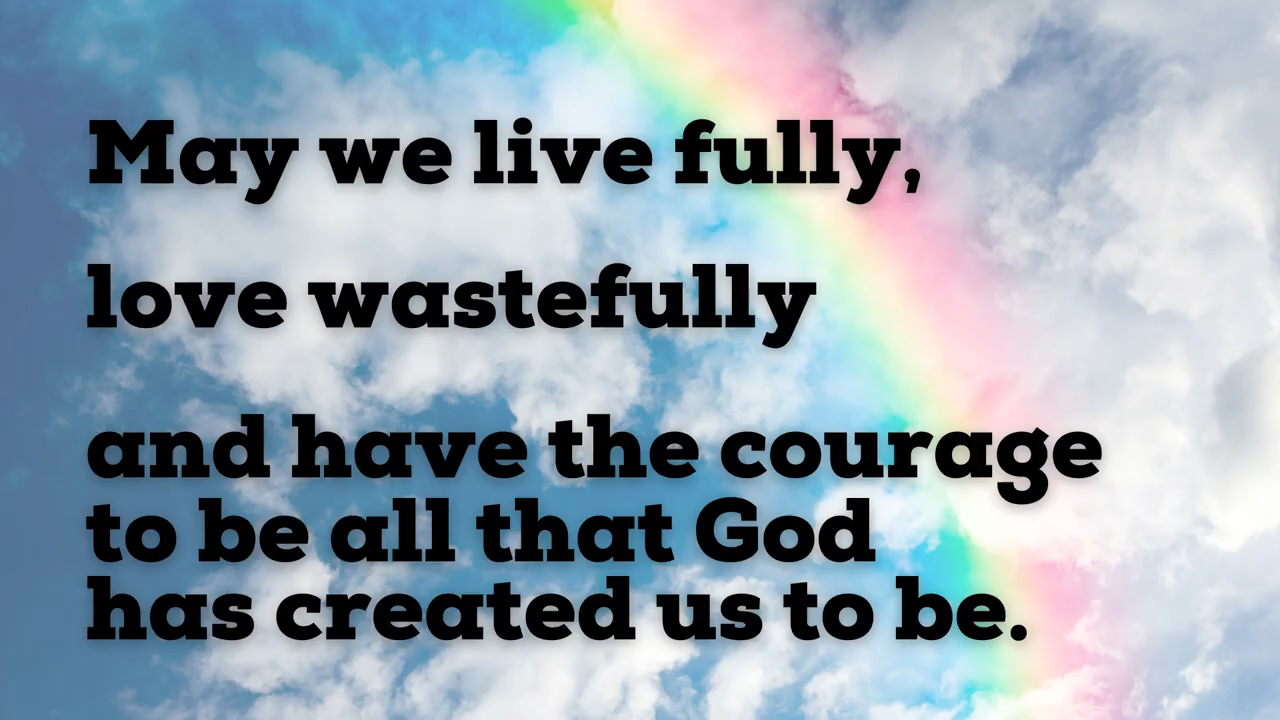 May we live fully,
love wastefully
and have the courage
to be all that God
has created us to be.